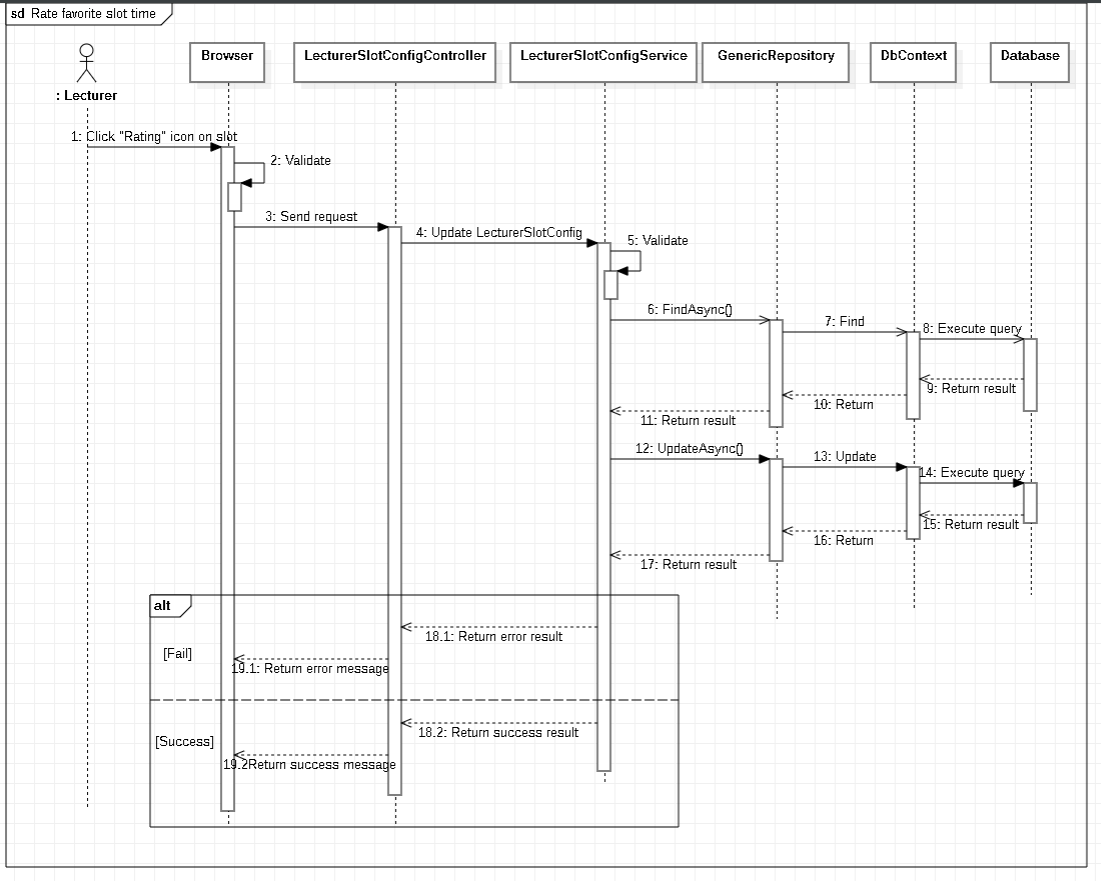 sd Rate favorite slot time
Browser
LecturerSlotConfigController
LecturerSlotConfigService
GenericRepository
DbContext
Database
: Lecturer
1: Click "Rating" icon on slot
2: Validate
3: Send request
4: Update LecturerSlotConfig
5: Validate
6: FindAsync()
7: Find
8: Execute query
9: Return result
10: Return
11: Return result
12: UpdateAsync()
13: Update
14: Execute query
15: Return result
16: Return
17: Return result
alt
18.1: Return error result
[Fail]
19.1: Return error message
18.2: Return success result
[Success]
19.2Return success message